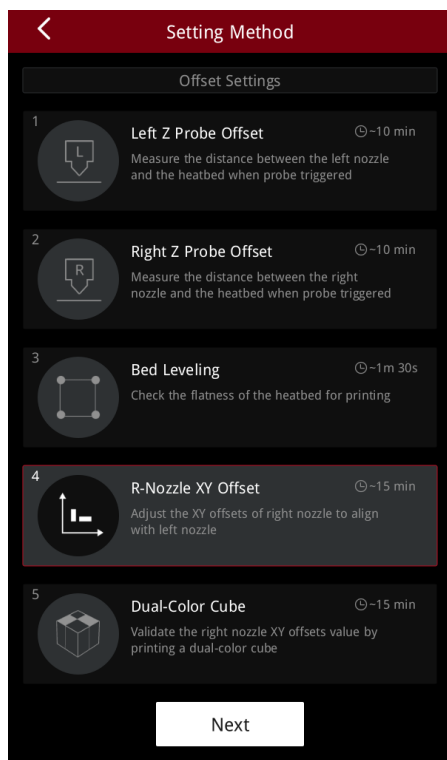 Setting Method
Offset Settings
1
Left Z Probe Offset
~10 min
Measure the distance between the left nozzle
and the heatbed when probe triggered
L
2
Right Z Probe Offset
~10 min
Measure the distance between the right
nozzle and the heatbed when probe triggered
R
3
Bed Leveling
~1m 30s
Check the flatness of the heatbed for printing
4
R-Nozzle XY Offset
~15 min
Adjust the XY offsets of right nozzle to align
with left nozzle
5
Dual-Color Cube
~15 min
Validate the right nozzle XY offsets value by
printing a dual-color cube
Next